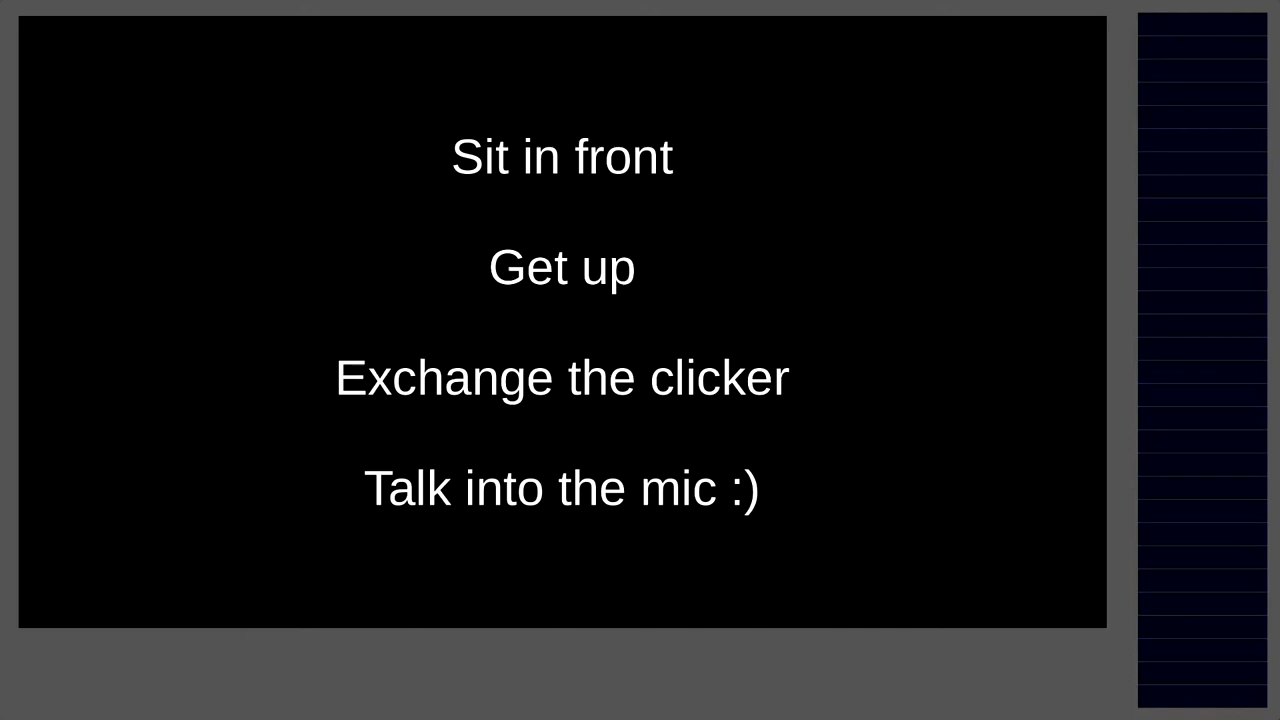 Sit in front
Get up
Exchange the clicker
Talk into the mic :)